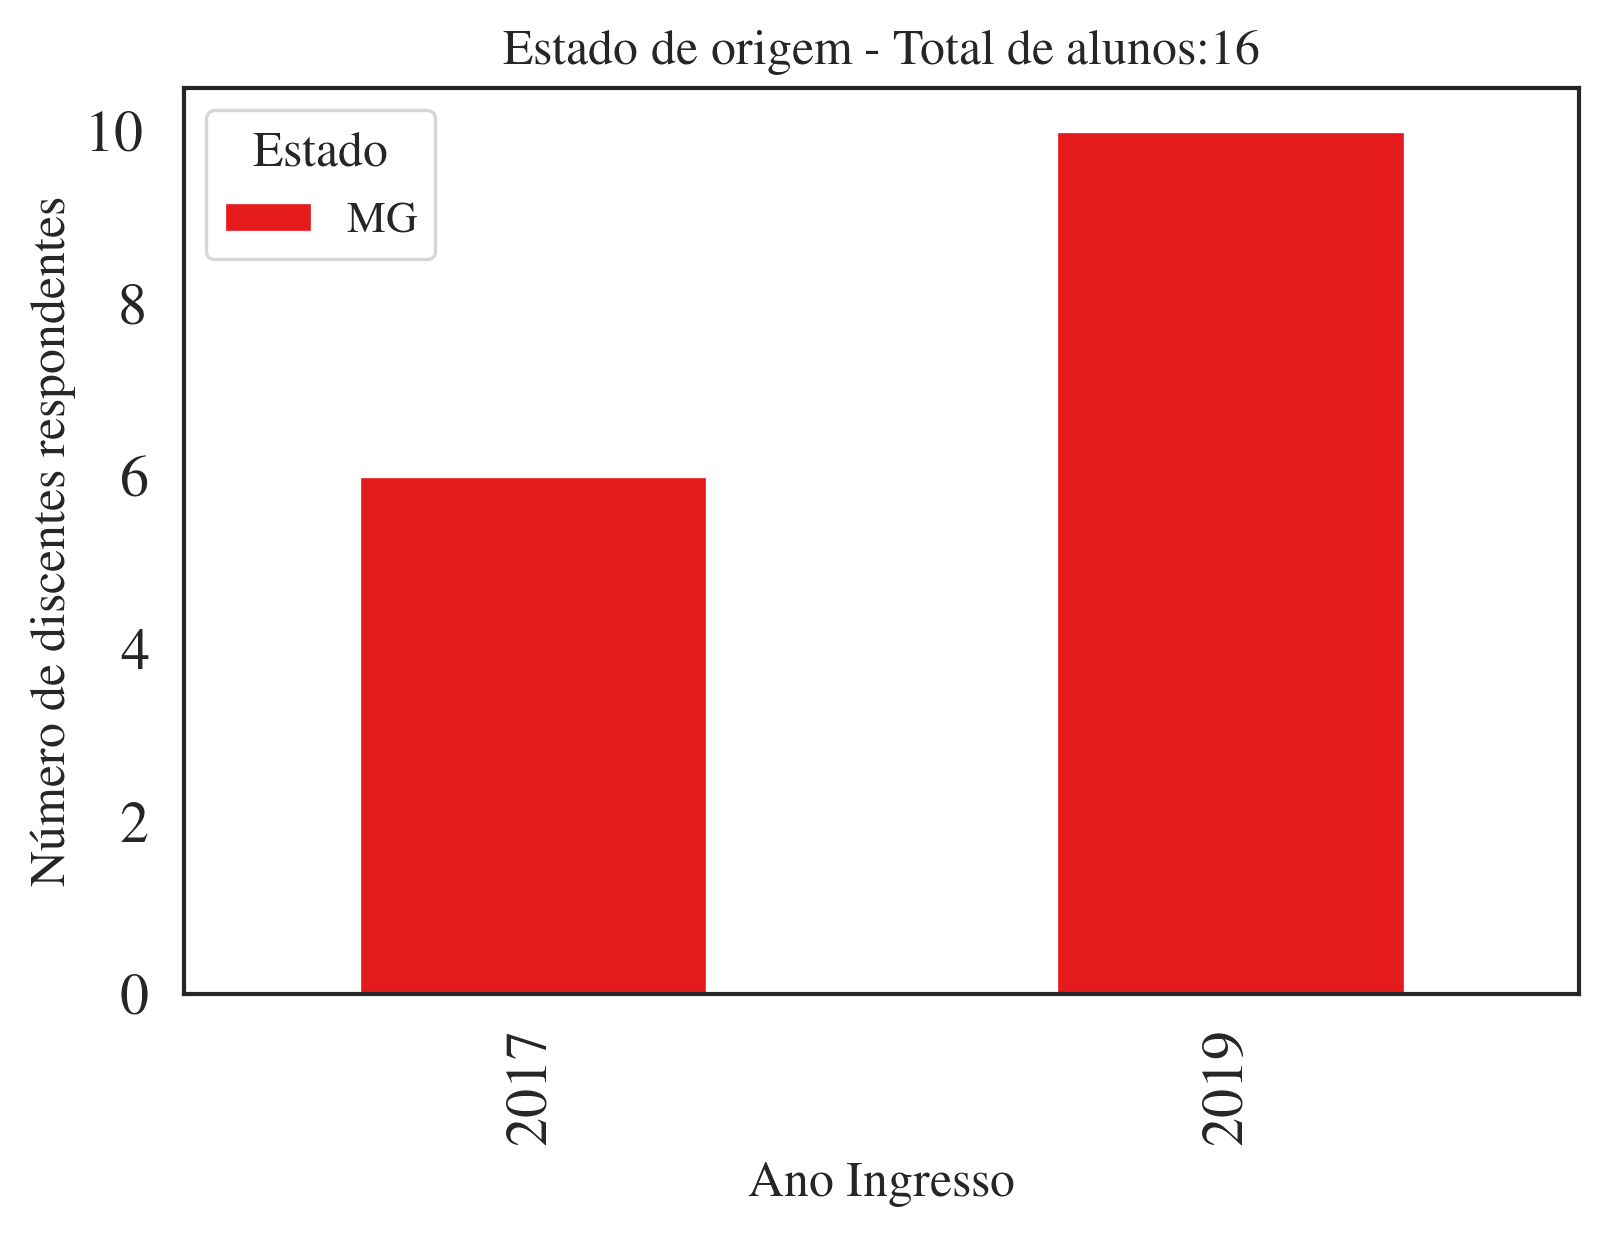 Estado de origem - Total de alunos:16
Estado
MG
Número de discentes respondentes
10
8
6
4
2
0
2017
2019
Ano Ingresso